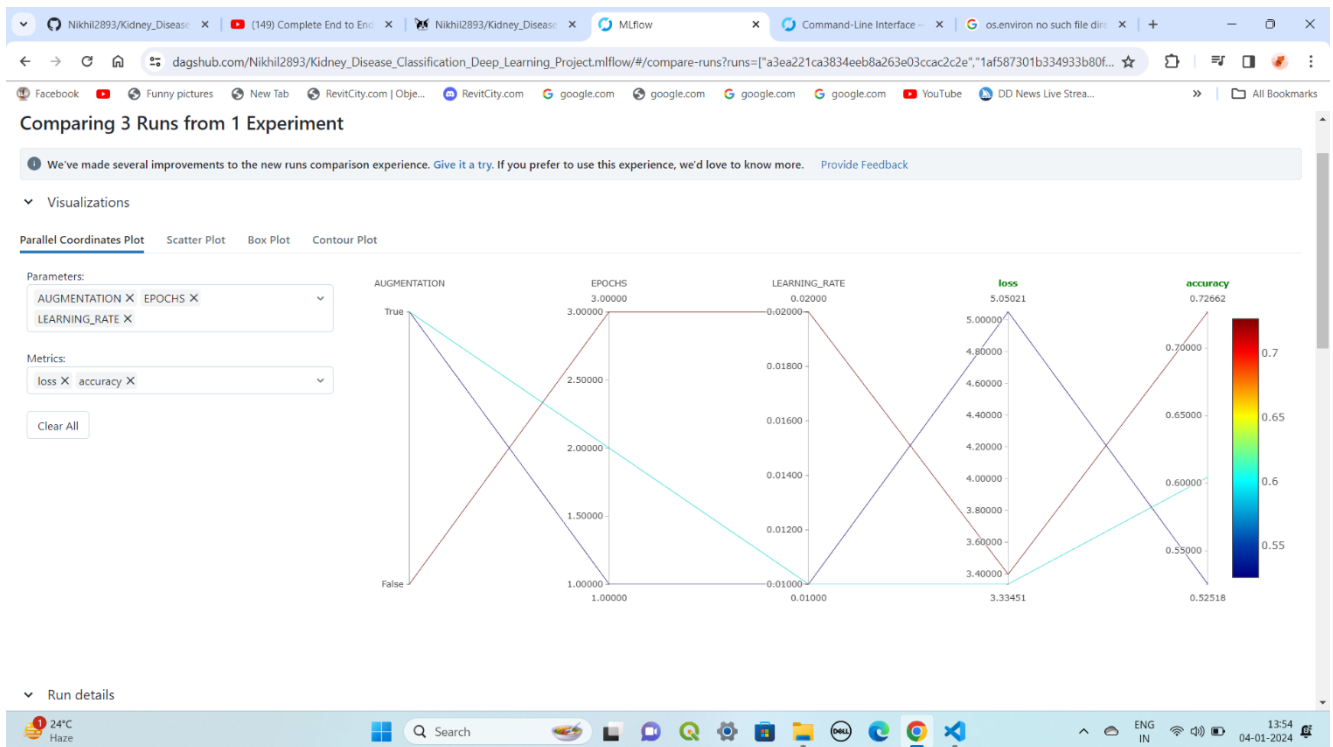 Nikhil2893/Kidney_Disease
(149) Complete End to End
Nikhil2893/Kidney_Disease
MLflow
Command-Line Interface —
os.environ no such file dire
dagshub.com/Nikhil2893/Kidney_Disease_Classification_Deep_Learning_Project.mlflow/#/compare-runs?runs=["a3ea221ca3834eeb8a263e03ccac2c2e","1af587301b334933b80f...
Facebook
Funny pictures
New Tab
RevitCity.com | Obje...
RevitCity.com
google.com
google.com
google.com
google.com
YouTube
DD News Live Strea...
»
All Bookmarks
Comparing 3 Runs from 1 Experiment
We've made several improvements to the new runs comparison experience. Give it a try. If you prefer to use this experience, we'd love to know more. Provide Feedback
Visualizations
Parallel Coordinates Plot Scatter Plot Box Plot Contour Plot
Parameters:
AUGMENTATION X EPOCHS X
LEARNING_RATE X
Metrics:
loss X accuracy X
Clear All
AUGMENTATION
True
False
EPOCHS
3.00000
3.00000
2.50000
2.00000
1.50000
1.00000
1.00000
LEARNING_RATE
0.02000
0.02000
0.01800
0.01600
0.01400
0.01200
0.01000
0.01000
loss
5.05021
5.00000
4.80000
4.60000
4.40000
4.20000
4.00000
3.80000
3.60000
3.40000
3.33451
accuracy
0.72662
0.70000
0.65000
0.60000
0.55000
0.52518
0.7
0.65
0.6
0.55
Run details
1
24°C
Haze
Search
DELL
ENG
IN
13:54
04-01-2024